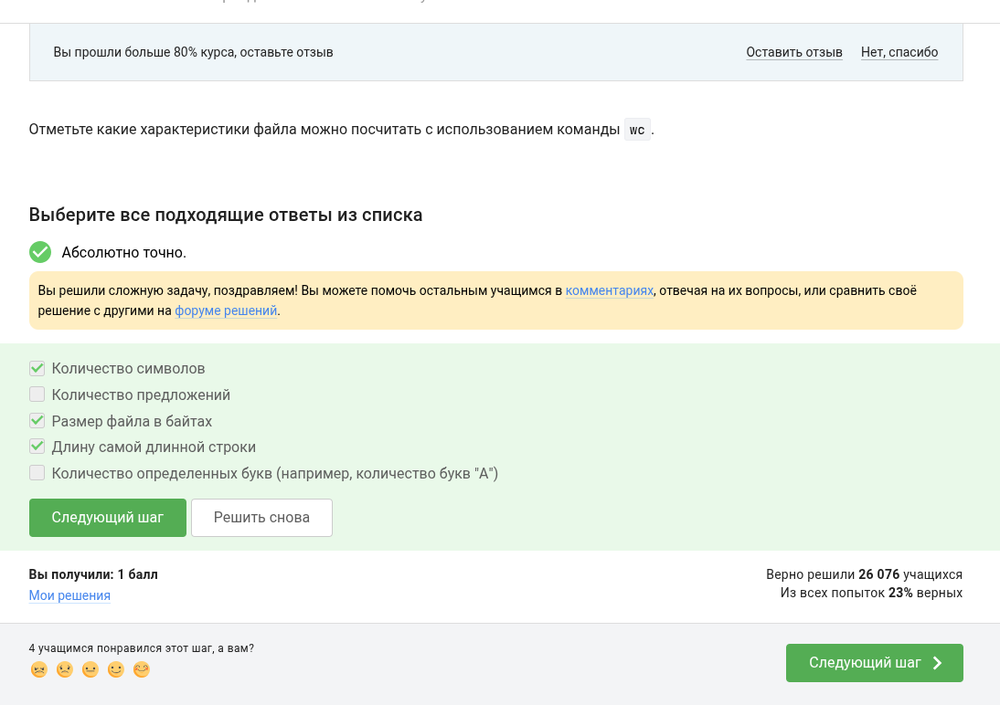 Вы прошли больше 80% курса, оставьте отзыв
Оставить отзыв Нет, спасибо
Отметьте какие характеристики файла можно посчитать с использованием команды wc.
Выберите все подходящие ответы из списка
Абсолютно точно.
Вы решили сложную задачу, поздравляем! Вы можете помочь остальным учащимся в комментариях, отвечая на их вопросы, или сравнить своё
решение с другими на форуме решений.
Количество символов
Количество предложений
Размер файла в байтах
Длину самой длинной строки
Количество определенных букв (например, количество букв "А")
Следующий шаг Решить снова
Вы получили: 1 балл
Мои решения
Верно решили 26 076 учащихся
Из всех попыток 23% верных
4 учащимся понравился этот шаг, а вам?
Следующий шаг